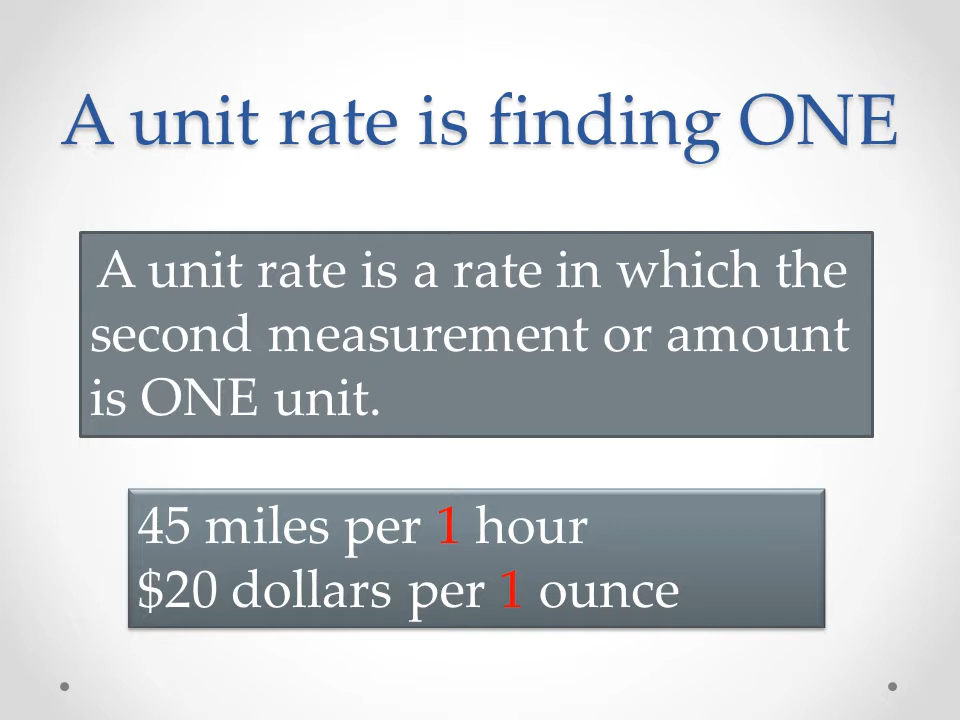 A unit rate is finding ONE
A unit rate is a rate in which the
second measurement or amount
is ONE unit.
45 miles per 1 hour
$20 dollars per 1 ounce